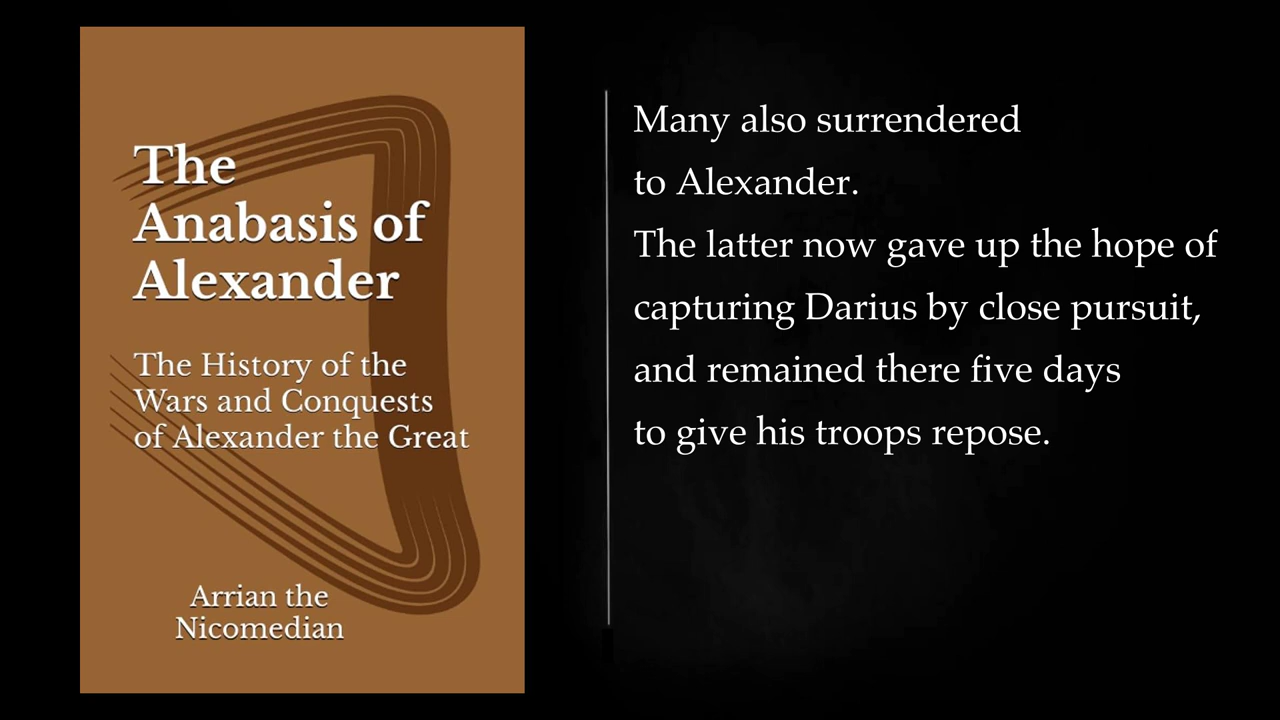 The
Anabasis of
Alexander
The History of the
Wars and Conquests
of Alexander the Great
Arrian the
Nicomedian
Many also surrendered
to Alexander.
The latter now gave up the hope of
capturing Darius by close pursuit,
and remained there five days
to give his troops repose.